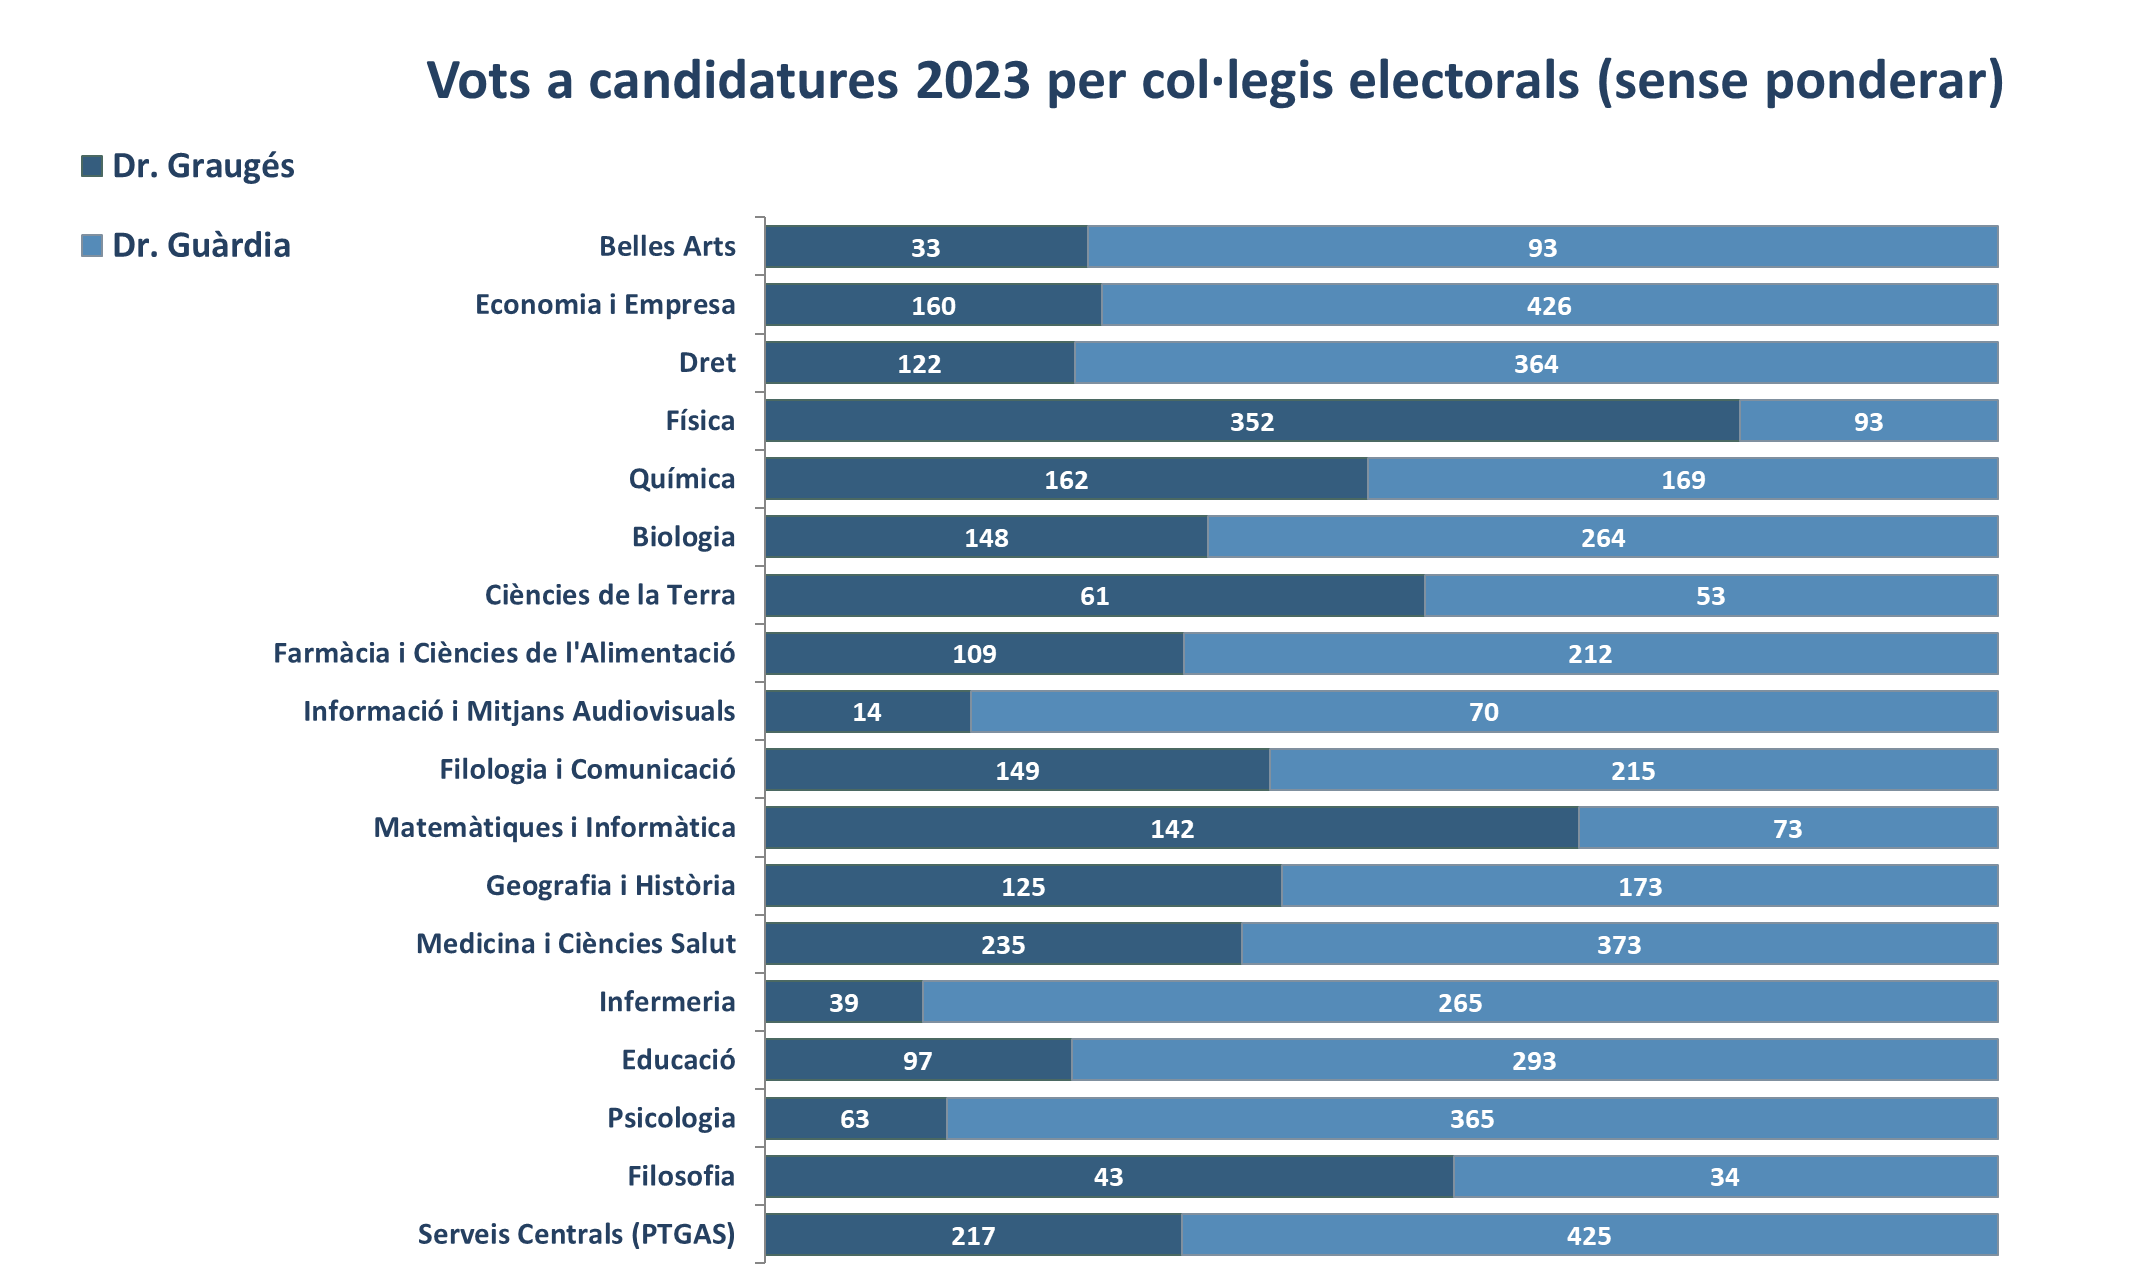 Vots a candidatures 2023 per col·legis electorals (sense ponderar)
Dr. Graugés
Dr. Guàrdia
Belles Arts 33 93
Economia i Empresa 160 426
Dret 122 364
Física 352 93
Química 162 169
Biologia 148 264
Ciències de la Terra 61 53
Farmàcia i Ciències de l'Alimentació 109 212
Informació i Mitjans Audiovisuals 14 70
Filologia i Comunicació 149 215
Matemàtiques i Informàtica 142 73
Geografia i Història 125 173
Medicina i Ciències Salut 235 373
Infermeria 39 265
Educació 97 293
Psicologia 63 365
Filosofia 43 34
Serveis Centrals (PTGAS) 217 425